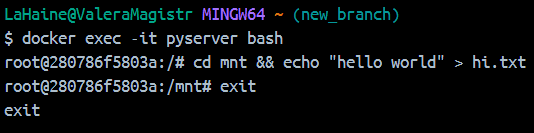 LaHaine@ValeraMagistr MINGW64 ~ (new_branch)
$ docker exec -it pyserver bash
root@280786f5803a:/# cd mnt && echo "hello world" > hi.txt
root@280786f5803a:/mnt# exit
exit